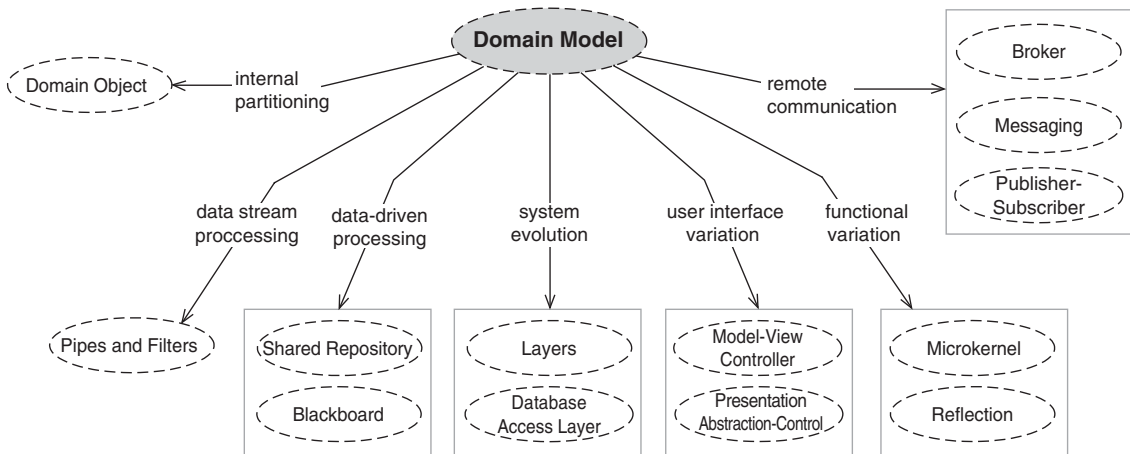 Domain Model
Domain Object
internal
partitioning
remote
communication
Broker
Messaging
Publisher-
Subscriber
data stream
proccessing
data-driven
processing
system
evolution
user interface
variation
functional
variation
Pipes and Filters
Shared Repository
Blackboard
Layers
Database
Access Layer
Model-View
Controller
Presentation
Abstraction-Control
Microkernel
Reflection